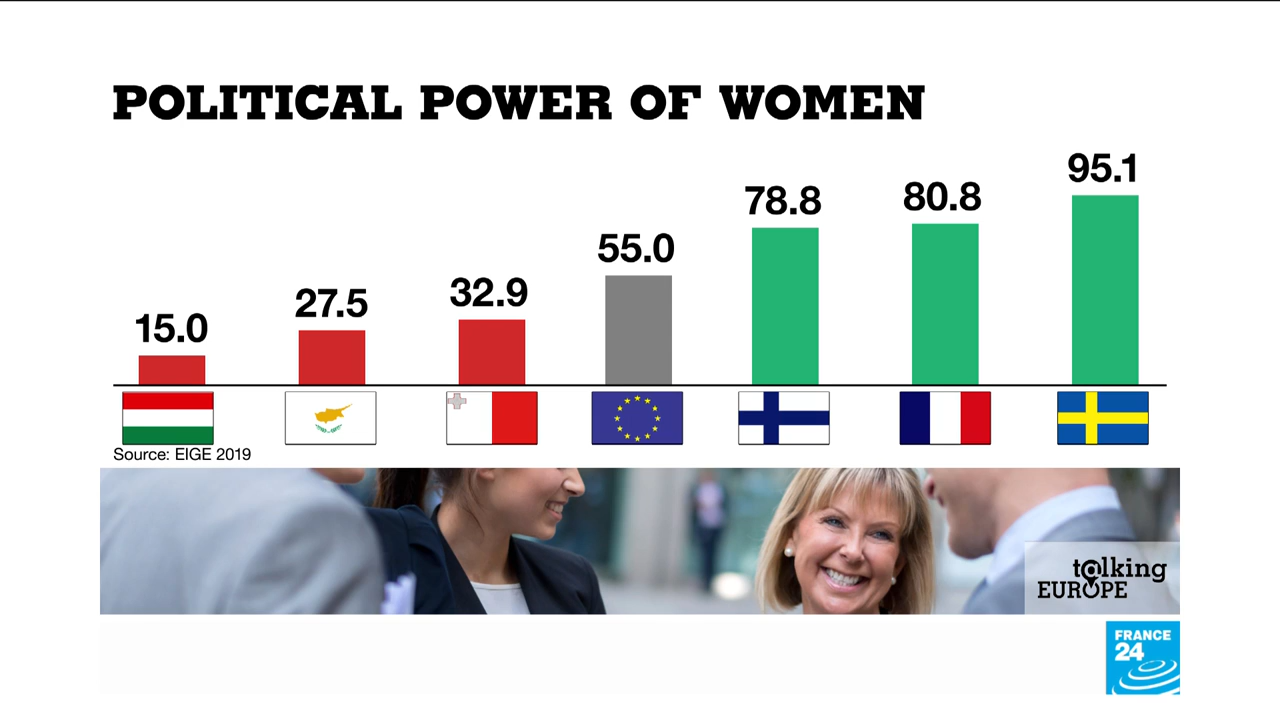 POLITICAL POWER OF WOMEN
15.0
27.5
32.9
55.0
78.8
80.8
95.1
Source: EIGE 2019
talking
EUROPE
FRANCE
24